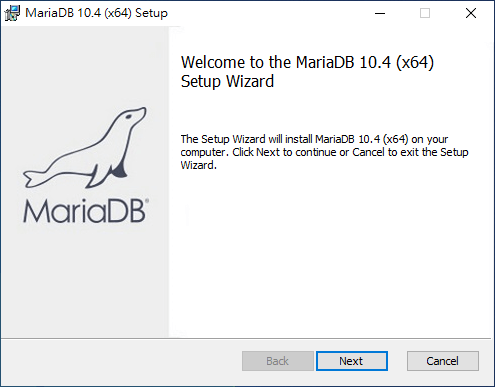 MariaDB 10.4 (x64) Setup
Welcome to the MariaDB 10.4 (x64)
Setup Wizard
The Setup Wizard will install MariaDB 10.4 (x64) on your
computer. Click Next to continue or Cancel to exit the Setup
Wizard.
MariaDB®
Back
Next
Cancel